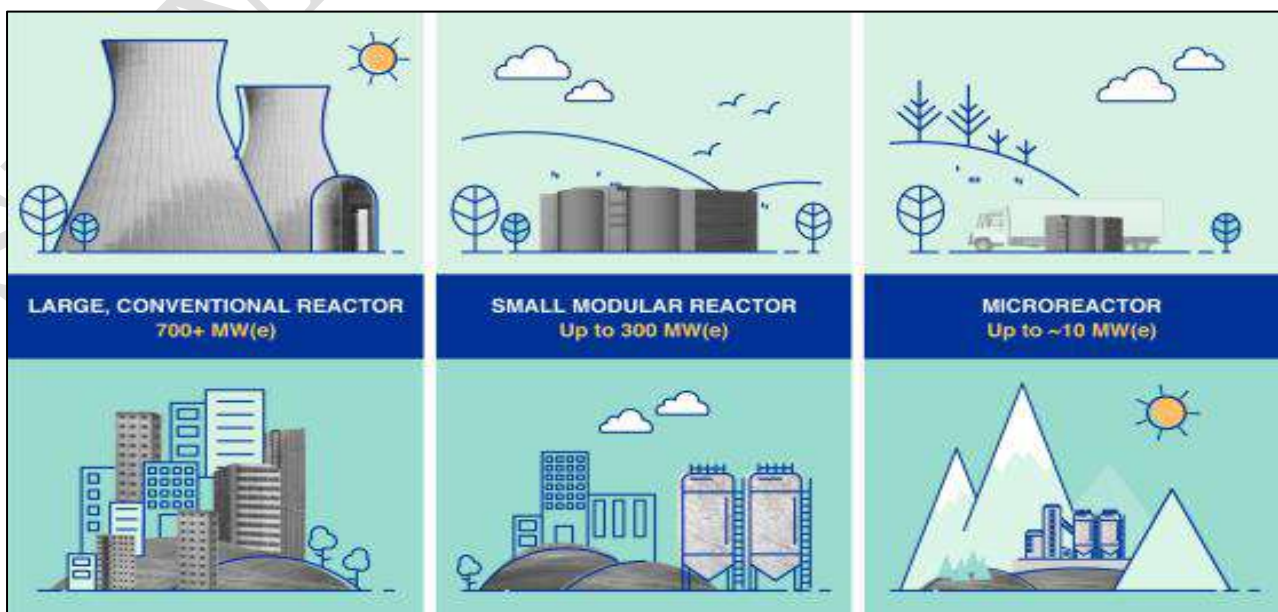 LARGE, CONVENTIONAL REACTOR
700+ MW(e)
SMALL MODULAR REACTOR
Up to 300 MW(e)
MICROREACTOR
Up to ~10 MW(e)